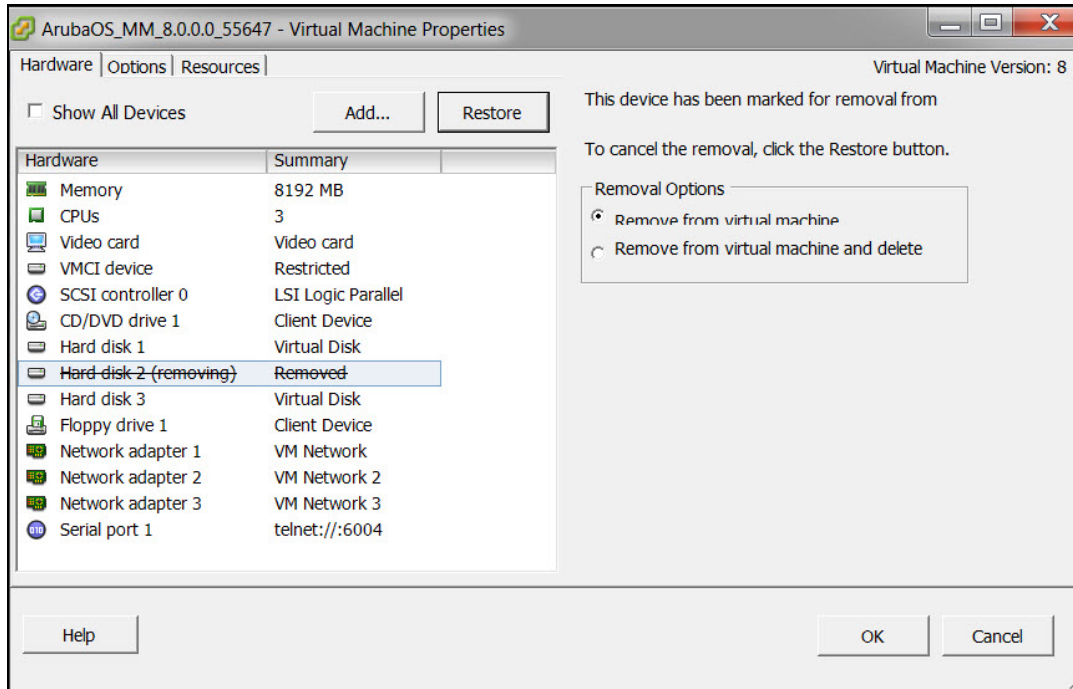 ArubaOS_MM_8.0.0.0_55647 - Virtual Machine Properties
Hardware Options Resources
Virtual Machine Version: 8
Show All Devices Add... Restore
Hardware Summary
Memory 8192 MB
CPUs 3
Video card Video card
VMCI device Restricted
SCSI controller 0 LSI Logic Parallel
CD/DVD drive 1 Client Device
Hard disk 1 Virtual Disk
Hard disk 2 (removing) Removed
Hard disk 3 Virtual Disk
Floppy drive 1 Client Device
Network adapter 1 VM Network
Network adapter 2 VM Network 2
Network adapter 3 VM Network 3
Serial port 1 telnet://:6004
This device has been marked for removal from
To cancel the removal, click the Restore button.
Removal Options
Remove from virtual machine
Remove from virtual machine and delete
Help OK Cancel